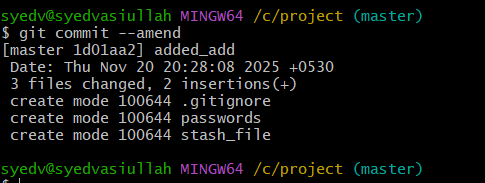 syedv@syedvasiullah MINGW64 /c/project (master)
$ git commit --amend
[master 1d01aa2] added_add
 Date: Thu Nov 20 20:28:08 2025 +0530
 3 files changed, 2 insertions(+)
 create mode 100644 .gitignore
 create mode 100644 passwords
 create mode 100644 stash_file

syedv@syedvasiullah MINGW64 /c/project (master)
$